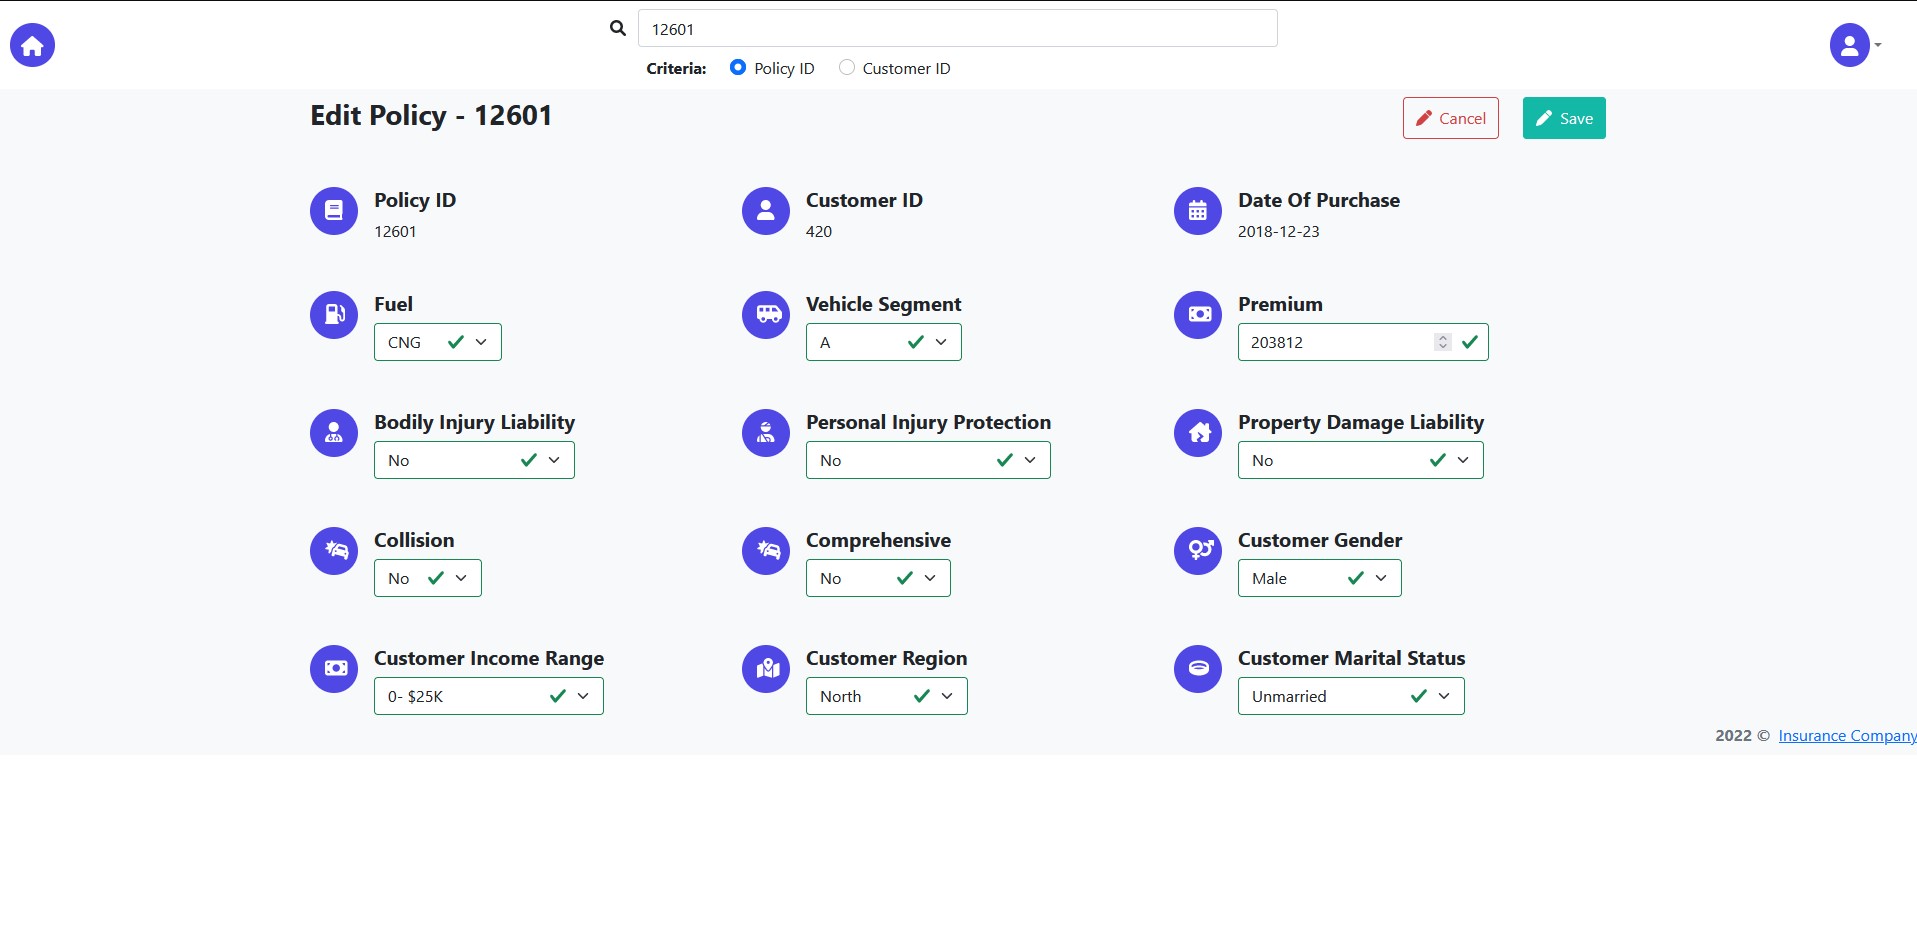 12601
Criteria: Policy ID Customer ID
Edit Policy - 12601
Cancel Save
Policy ID Customer ID Date Of Purchase
12601 420 2018-12-23
Fuel Vehicle Segment Premium
CNG A 203812
Bodily Injury Liability Personal Injury Protection Property Damage Liability
No No No
Collision Comprehensive Customer Gender
No No Male
Customer Income Range Customer Region Customer Marital Status
0- $25K North Unmarried
2022 © Insurance Company